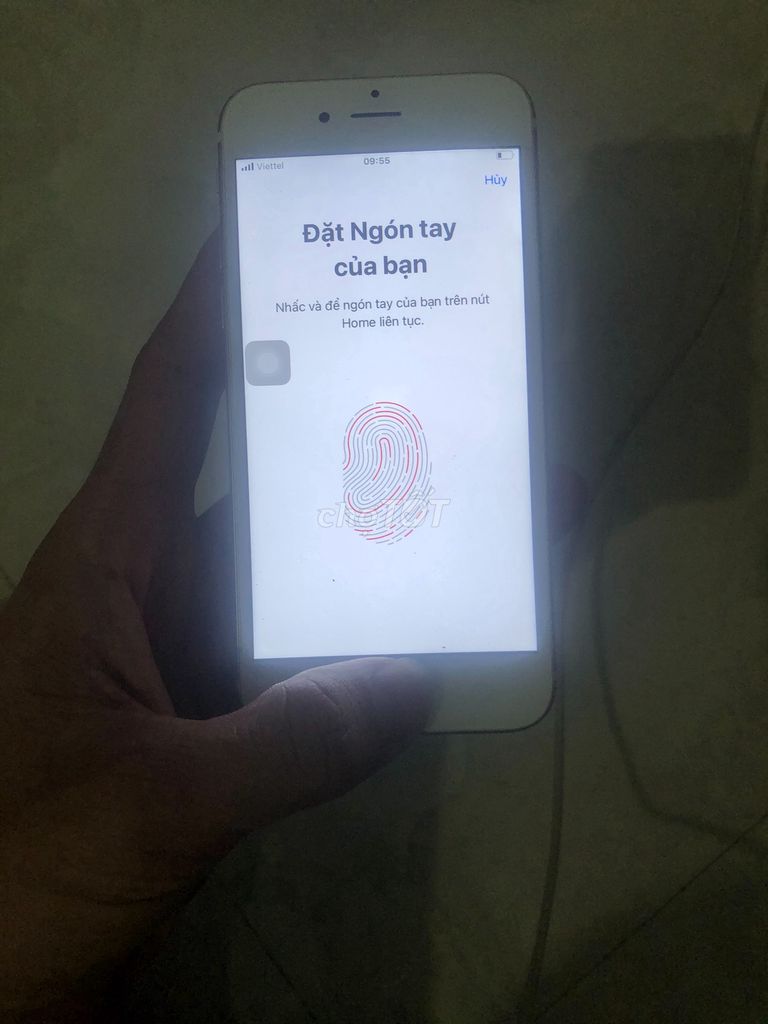 Viettel
09:55
Hủy
Đặt Ngón tay
của bạn
Nhấc và để ngón tay của bạn trên nút
Home liên tục.
chợTỐT